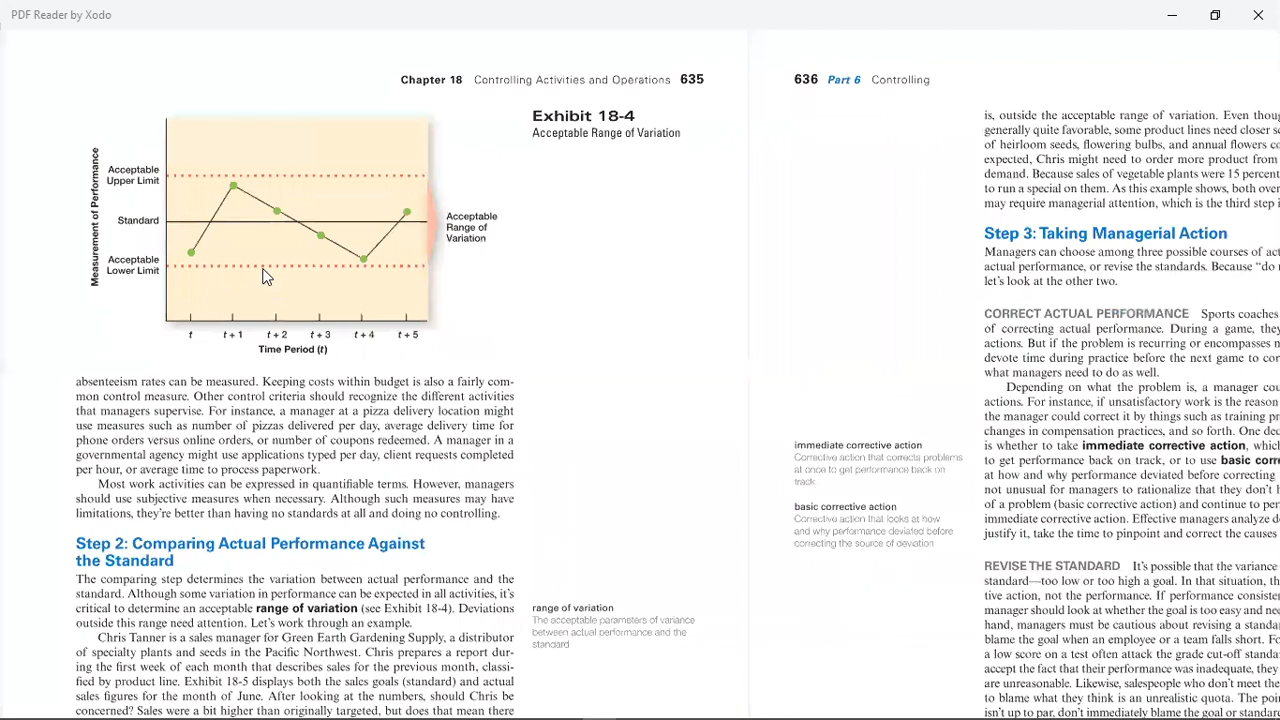 PDF Reader by Xodo
Chapter 18 Controlling Activities and Operations 635
Exhibit 18-4
Acceptable Range of Variation
Measurement of Performance
Acceptable
Upper Limit
Standard
Acceptable
Lower Limit
Acceptable
Range of
Variation
t t + 1 t + 2 t + 3 t + 4 t + 5
Time Period (t)
absenteeism rates can be measured. Keeping costs within budget is also a fairly com-
mon control measure. Other control criteria should recognize the different activities
that managers supervise. For instance, a manager at a pizza delivery location might
use measures such as number of pizzas delivered per day, average delivery time for
phone orders versus online orders, or number of coupons redeemed. A manager in a
governmental agency might use applications typed per day, client requests completed
per hour, or average time to process paperwork.
Most work activities can be expressed in quantifiable terms. However, managers
should use subjective measures when necessary. Although such measures may have
limitations, they're better than having no standards at all and doing no controlling.
Step 2: Comparing Actual Performance Against
the Standard
The comparing step determines the variation between actual performance and the
standard. Although some variation in performance can be expected in all activities, it's
critical to determine an acceptable range of variation (see Exhibit 18-4). Deviations
outside this range need attention. Let's work through an example.
Chris Tanner is a sales manager for Green Earth Gardening Supply, a distributor
of specialty plants and seeds in the Pacific Northwest. Chris prepares a report dur-
ing the first week of each month that describes sales for the previous month, classi-
fied by product line. Exhibit 18-5 displays both the sales goals (standard) and actual
sales figures for the month of June. After looking at the numbers, should Chris be
concerned? Sales were a bit higher than originally targeted, but does that mean there
range of variation
The acceptable parameters of variance
between actual performance and the
standard
636 Part 6 Controlling
is, outside the acceptable range of variation. Even thoug
generally quite favorable, some product lines need closer s
of heirloom seeds, flowering bulbs, and annual flowers co
expected, Chris might need to order more product from
demand. Because sales of vegetable plants were 15 percent
to run a special on them. As this example shows, both over
may require managerial attention, which is the third step i
Step 3: Taking Managerial Action
Managers can choose among three possible courses of act
actual performance, or revise the standards. Because "do n
let's look at the other two.
CORRECT ACTUAL PERFORMANCE Sports coaches
of correcting actual performance. During a game, they
actions. But if the problem is recurring or encompasses m
devote time during practice before the next game to cor
what managers need to do as well.
Depending on what the problem is, a manager cou
actions. For instance, if unsatisfactory work is the reason
the manager could correct it by things such as training pr
changes in compensation practices, and so forth. One dec
is whether to take immediate corrective action, whic
to get performance back on track, or to use basic corre
at how and why performance deviated before correcting
not unusual for managers to rationalize that they don't h
of a problem (basic corrective action) and continue to per
immediate corrective action. Effective managers analyze d
justify it, take the time to pinpoint and correct the causes
immediate corrective action
Corrective action that corrects problems
at once to get performance back on
track
basic corrective action
Corrective action that looks at how
and why performance deviated before
correcting the source of deviation
REVISE THE STANDARD It's possible that the variance
standard—too low or too high a goal. In that situation, th
tive action, not the performance. If performance consiste
manager should look at whether the goal is too easy and nee
hand, managers must be cautious about revising a standa
blame the goal when an employee or a team falls short. Fo
a low score on a test often attack the grade cut-off standar
accept the fact that their performance was inadequate, they
are unreasonable. Likewise, salespeople who don't meet the
to blame what they think is an unrealistic quota. The poin
isn't up to par, don't immediately blame the goal or standard